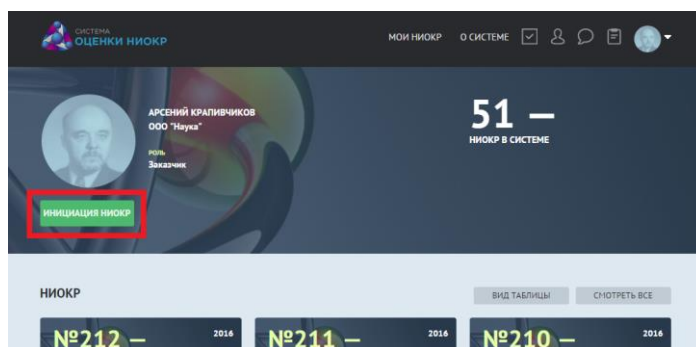 СИСТЕМА
ОЦЕНКИ НИОКР
МОИ НИОКР О СИСТЕМЕ
АРСЕНИЙ КРАПИВЧИКОВ
ООО "Наука"
РОЛЬ
Заказчик
51 —
НИОКР В СИСТЕМЕ
ИНИЦИАЦИЯ НИОКР
НИОКР
ВИД ТАБЛИЦЫ СМОТРЕТЬ ВСЕ
№212 — 2016 №211 — 2016 №210 — 2016